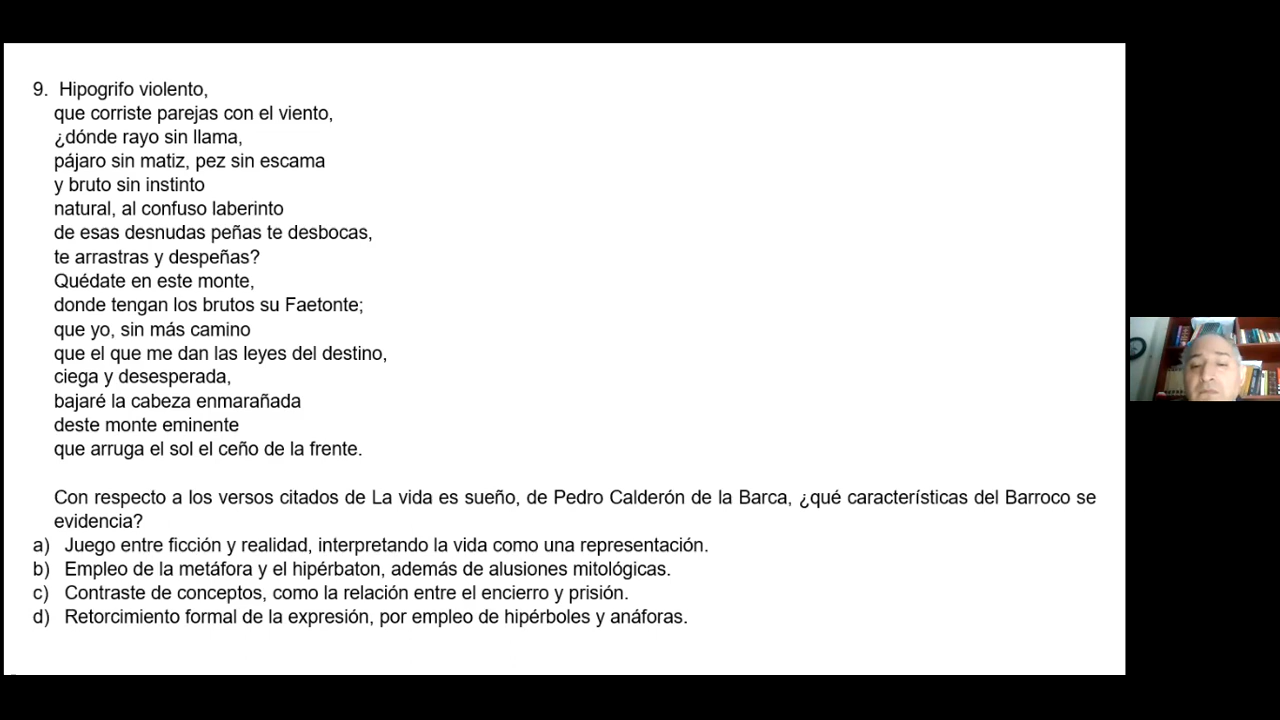 9. Hipogrifo violento,
que corriste parejas con el viento,
¿dónde rayo sin llama,
pájaro sin matiz, pez sin escama
y bruto sin instinto
natural, al confuso laberinto
de esas desnudas peñas te desbocas,
te arrastras y despeñas?
Quédate en este monte,
donde tengan los brutos su Faetonte;
que yo, sin más camino
que el que me dan las leyes del destino,
ciega y desesperada,
bajaré la cabeza enmarañada
deste monte eminente
que arruga el sol el ceño de la frente.
Con respecto a los versos citados de La vida es sueño, de Pedro Calderón de la Barca, ¿qué características del Barroco se
evidencia?
a) Juego entre ficción y realidad, interpretando la vida como una representación.
b) Empleo de la metáfora y el hipérbaton, además de alusiones mitológicas.
c) Contraste de conceptos, como la relación entre el encierro y prisión.
d) Retorcimiento formal de la expresión, por empleo de hipérboles y anáforas.